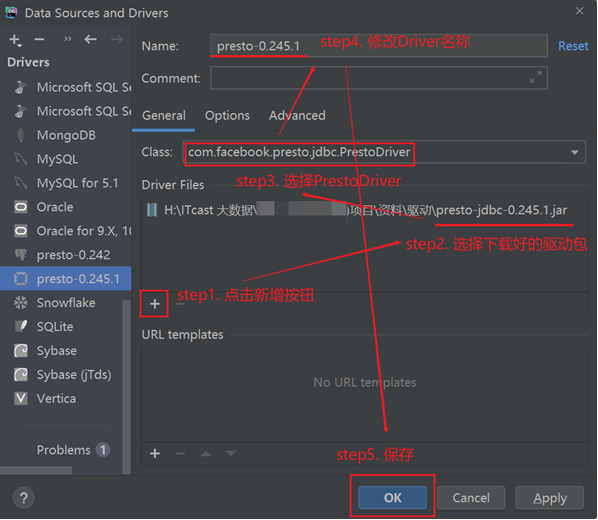 Data Sources and Drivers
Drivers
Microsoft SQL Se
Microsoft SQL Se
MongoDB
MySQL
MySQL for 5.1
Oracle
Oracle for 9.X, 10
presto-0.242
presto-0.245.1
Snowflake
SQLite
Sybase
Sybase (jTds)
Vertica
Problems 1
Name: presto-0.245.1 step4. 修改Driver名称 Reset
Comment:
General Options Advanced
Class: com.facebook.presto.jdbc.PrestoDriver
step3. 选择PrestoDriver
Driver Files
H:\ITcast 大数据\ )项目\资料\驱动\presto-jdbc-0.245.1.jar
step2. 选择下载好的驱动包
step1. 点击新增按钮
URL templates
No URL templates
step5. 保存
? OK Cancel Apply